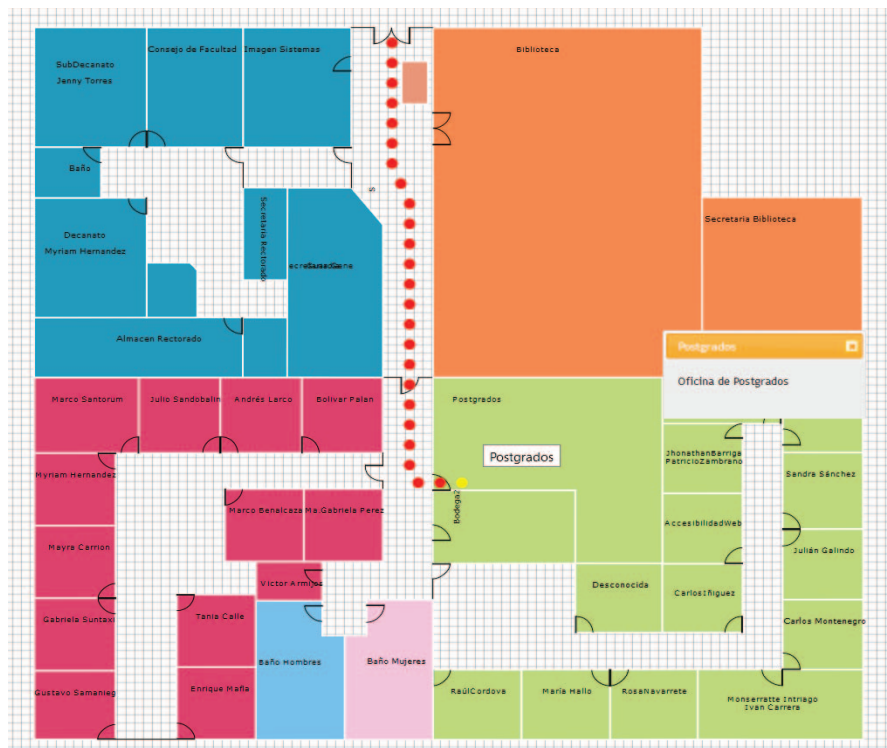 Consejo de Facultad
Imagen Sistemas
Biblioteca
SubDecanato
Jenny Torres
Baño
S
Secretaria Rectorado
Secretaria Biblioteca
Decanato
Myriam Hernandez
Almacen Rectorado
Postgrados
Oficina de Postgrados
Marco Santorum
Julio Sandobalin
Andrés Larco
Bolivar Palan
Postgrados
Postgrados
JhonathanBarriga
PatricioZambrano
Myriam Hernandez
Sandra Sánchez
Marco Benalcaza
Ma.Gabriela Perez
Bodega2
AccesibilidadWeb
Mayra Carrion
Julián Galindo
Victor Armijos
Desconocida
CarlosIñiguez
Gabriela Suntaxi
Tania Calle
Carlos Montenegro
Baño Hombres
Baño Mujeres
Gustavo Samanieg
Enrique Mafla
RaúlCordova
María Hallo
RosaNavarrete
Monserratte Intriago
Ivan Carrera